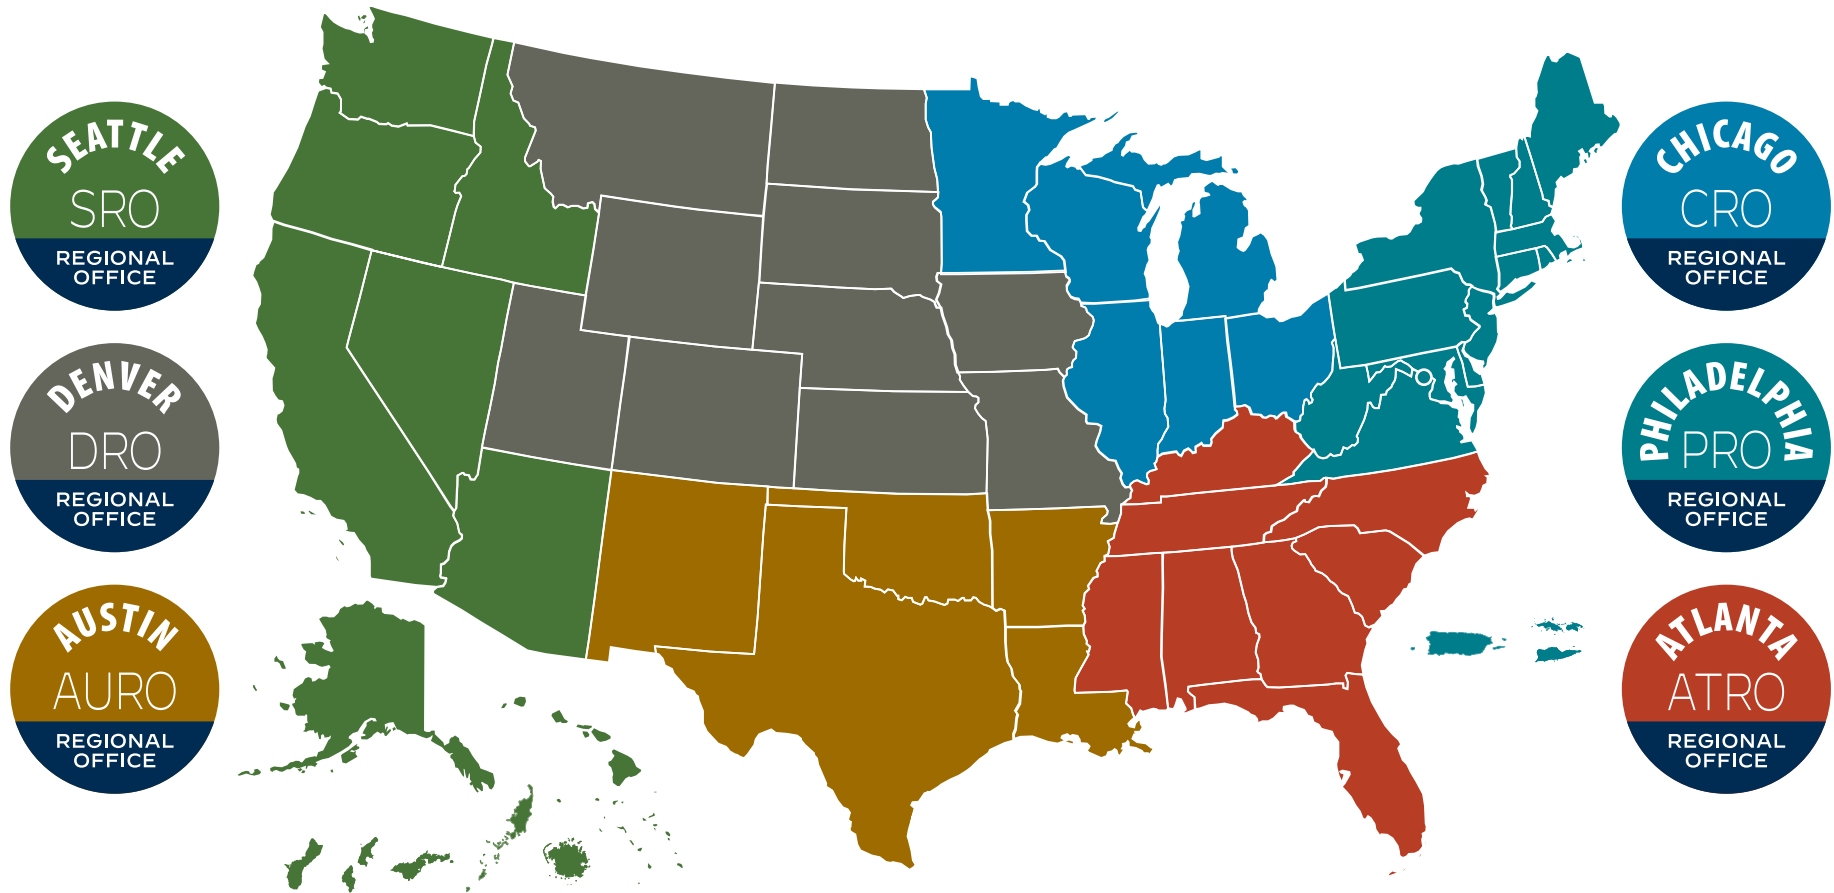 SEATTLE
SRO
REGIONAL
OFFICE
DENVER
DRO
REGIONAL
OFFICE
AUSTIN
AURO
REGIONAL
OFFICE
CHICAGO
CRO
REGIONAL
OFFICE
PHILADELPHIA
PRO
REGIONAL
OFFICE
ATLANTA
ATRO
REGIONAL
OFFICE